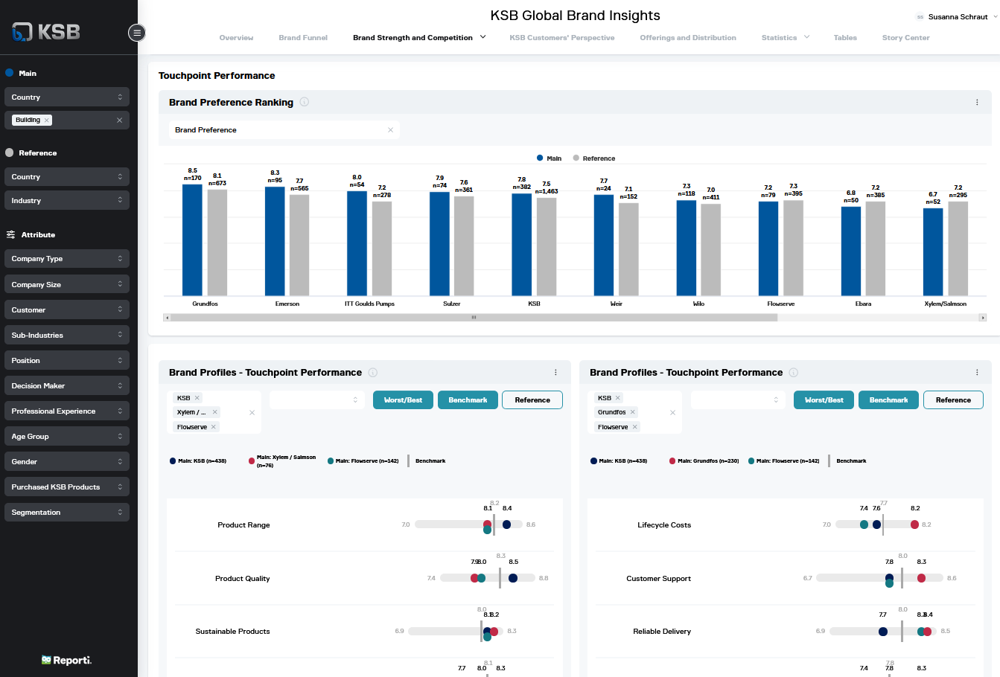 KSB Global Brand Insights
SS Susanna Schraut
KSB
Overview Brand Funnel Brand Strength and Competition KSB Customers' Perspective Offerings and Distribution Statistics Tables Story Center
Main
Country
Building
Reference
Country
Industry
Attribute
Company Type
Company Size
Customer
Sub-Industries
Position
Decision Maker
Professional Experience
Age Group
Gender
Purchased KSB Products
Segmentation
Reporti.
Touchpoint Performance
Brand Preference Ranking
Brand Preference
Main Reference
8.5 8.1 8.3 7.7 8.0 7.2 7.9 7.6 7.8 7.5 7.7 7.1 7.3 7.0 7.2 7.3 6.8 7.2 6.7 7.2
n=170 n=673 n=95 n=565 n=54 n=278 n=74 n=361 n=382 n=1,463 n=24 n=152 n=118 n=411 n=79 n=395 n=50 n=385 n=52 n=295
Grundfos Emerson ITT Goulds Pumps Sulzer KSB Weir Wilo Flowserve Ebara Xylem/Salmson
Brand Profiles - Touchpoint Performance
KSB
Xylem / ...
Flowserve
Worst/Best Benchmark Reference
Main: KSB (n=438) Main: Xylem / Salmson (n=76) Main: Flowserve (n=142) Benchmark
8.2
8.1 8.4
Product Range 7.0 8.6
8.3
7.9 8.0 8.5
Product Quality 7.4 8.8
8.0
8.1 8.2
Sustainable Products 6.9 8.3
8.1
7.7 8.0 8.3
Brand Profiles - Touchpoint Performance
KSB
Grundfos
Flowserve
Worst/Best Benchmark Reference
Main: KSB (n=438) Main: Grundfos (n=230) Main: Flowserve (n=142) Benchmark
7.7
7.4 7.6 8.2
Lifecycle Costs 7.0 8.2
8.0
7.8 8.3
Customer Support 6.7 8.6
8.0
7.7 8.3 8.4
Reliable Delivery 6.9 8.5
7.8
7.4 7.8 8.3